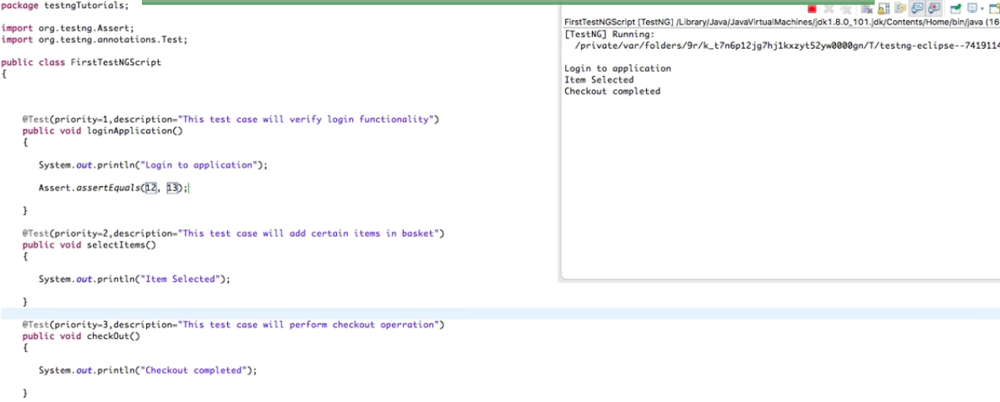 package testngTutorials;
import org.testng.Assert;
import org.testng.annotations.Test;
public class FirstTestNGScript
{
@Test(priority=1,description="This test case will verify login functionality")
public void loginApplication()
{
System.out.println("Login to application");
Assert.assertEquals(12, 13);
}
@Test(priority=2,description="This test case will add certain items in basket")
public void selectItems()
{
System.out.println("Item Selected");
}
@Test(priority=3,description="This test case will perform checkout operration")
public void checkOut()
{
System.out.println("Checkout completed");
}
FirstTestNGScript [TestNG] /Library/Java/JavaVirtualMachines/jdk1.8.0_101.jdk/Contents/Home/bin/java (16
[TestNG] Running:
/private/var/folders/9r/k_t7n6p12jg7hj1kxzyt52yw0000gn/T/testng-eclipse--7419114
Login to application
Item Selected
Checkout completed